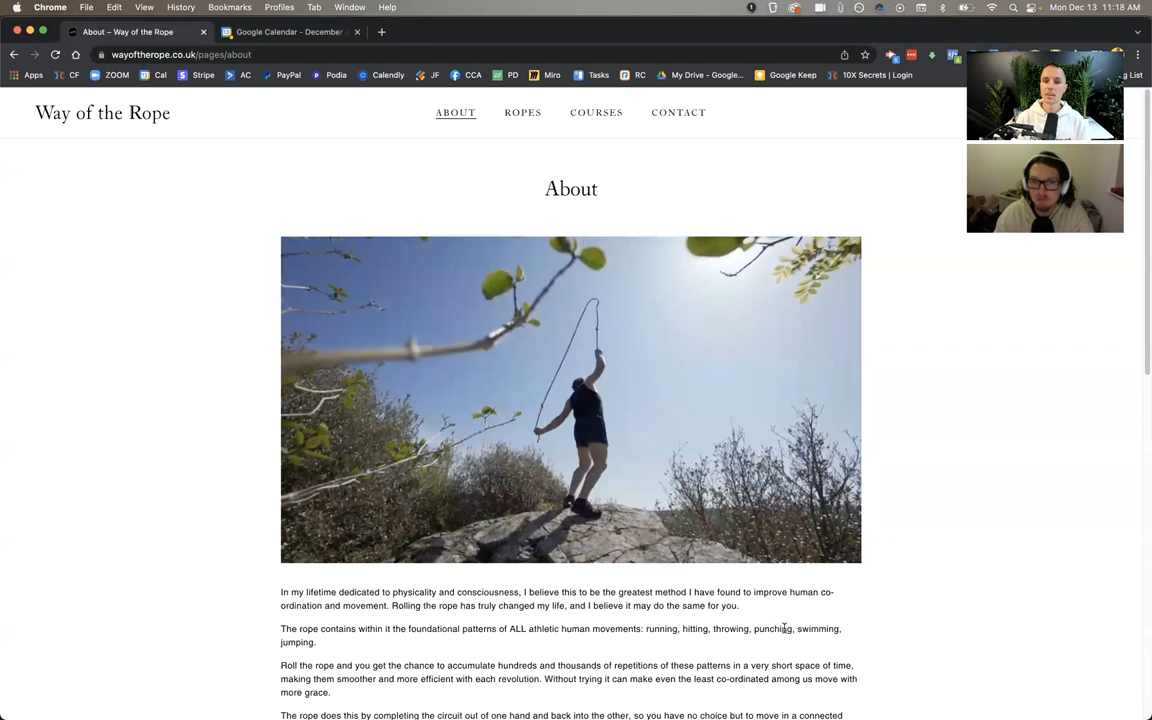 Chrome File Edit View History Bookmarks Profiles Tab Window Help
Mon Dec 13 11:18 AM
About – Way of the Rope
Google Calendar - December
wayoftherope.co.uk/pages/about
Apps CF ZOOM Cal Stripe AC PayPal Podia Calendly JF CCA PD Miro Tasks RC My Drive - Google... Google Keep 10X Secrets | Login
ng List
Way of the Rope
ABOUT ROPES COURSES CONTACT
About
In my lifetime dedicated to physicality and consciousness, I believe this to be the greatest method I have found to improve human co-
ordination and movement. Rolling the rope has truly changed my life, and I believe it may do the same for you.
The rope contains within it the foundational patterns of ALL athletic human movements: running, hitting, throwing, punching, swimming,
jumping.
Roll the rope and you get the chance to accumulate hundreds and thousands of repetitions of these patterns in a very short space of time,
making them smoother and more efficient with each revolution. Without trying it can make even the least co-ordinated among us move with
more grace.
The rope does this by completing the circuit out of one hand and back into the other, so you have no choice but to move in a connected